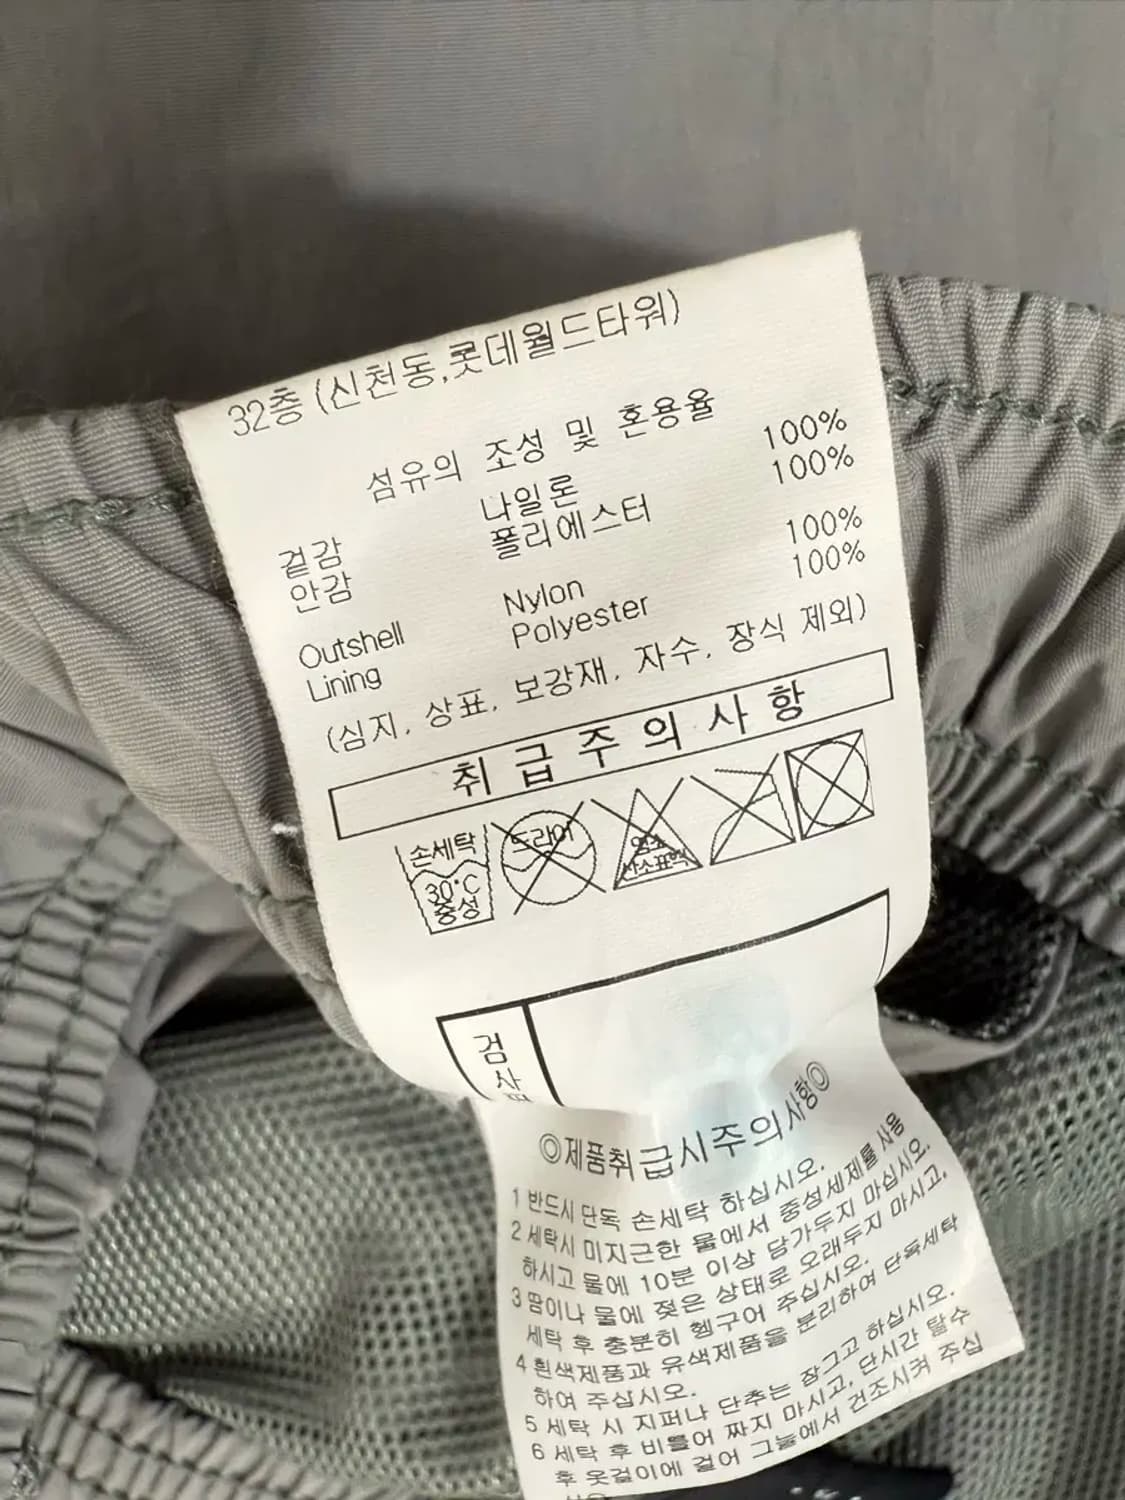 32층 (신천동,롯데월드타워)
섬유의 조성 및 혼용율
겉감 나일론 100%
안감 폴리에스터 100%
Outshell Nylon 100%
Lining Polyester 100%
(심지, 상표, 보강재, 자수, 장식 제외)
취급주의사항
손세탁 드라이 염소
30°C 산소표백
중성
검사
◎제품취급시주의사항◎
1 반드시 단독 손세탁 하십시오.
2 세탁시 미지근한 물에서 중성세제를 사용
하시고 물에 10분 이상 담가두지 마십시오.
3 땀이나 물에 젖은 상태로 오래두지 마시고,
세탁 후 충분히 헹구어 주십시오.
4 흰색제품과 유색제품을 분리하여 단독세탁
하여 주십시오.
5 세탁 시 지퍼나 단추는 잠그고 하십시오.
6 세탁 후 비틀어 짜지 마시고, 단시간 탈수
후 옷걸이에 걸어 그늘에서 건조시켜 주십